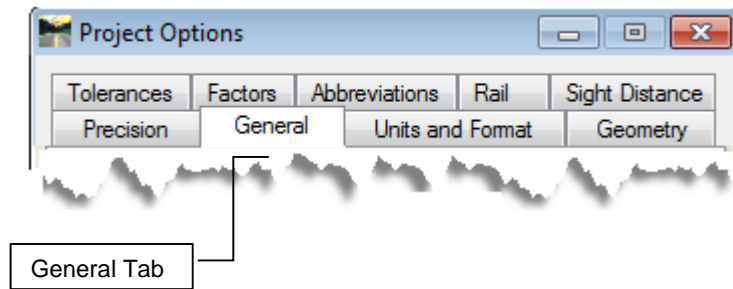 Project Options
Tolerances Factors Abbreviations Rail Sight Distance
Precision General Units and Format Geometry
General Tab